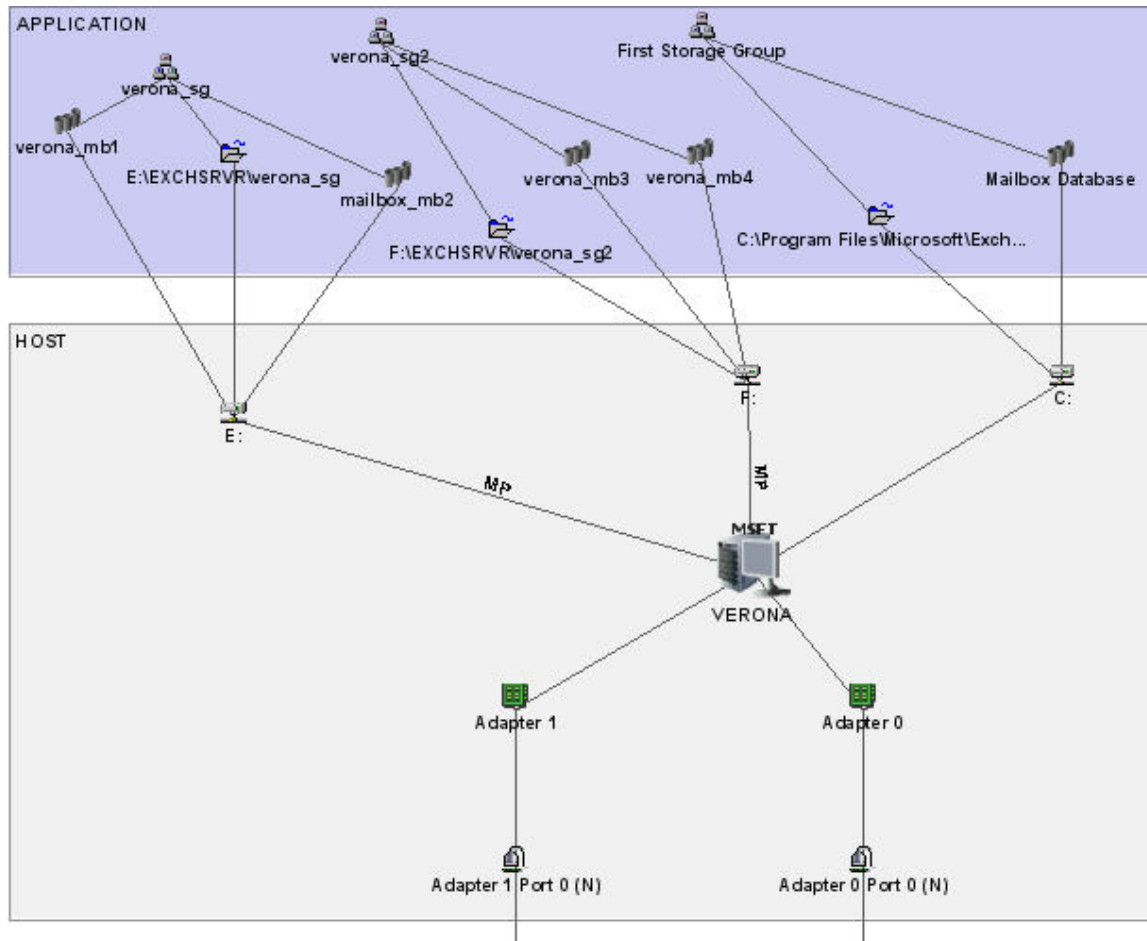 APPLICATION
verona_sg
verona_sg2
First Storage Group
verona_mb1
E:\EXCHSRVR\verona_sg
mailbox_mb2
verona_mb3
verona_mb4
Mailbox Database
F:\EXCHSRVR\verona_sg2
C:\Program Files\Microsoft\Exch...
HOST
E:
F:
C:
MP
MP
MSFT
VERONA
Adapter 1
Adapter 0
Adapter 1 Port 0 (N)
Adapter 0 Port 0 (N)